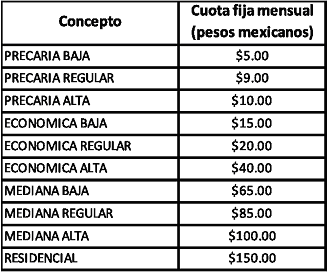 Concepto Cuota fija mensual
(pesos mexicanos)
PRECARIA BAJA $5.00
PRECARIA REGULAR $9.00
PRECARIA ALTA $10.00
ECONOMICA BAJA $15.00
ECONOMICA REGULAR $20.00
ECONOMICA ALTA $40.00
MEDIANA BAJA $65.00
MEDIANA REGULAR $85.00
MEDIANA ALTA $100.00
RESIDENCIAL $150.00